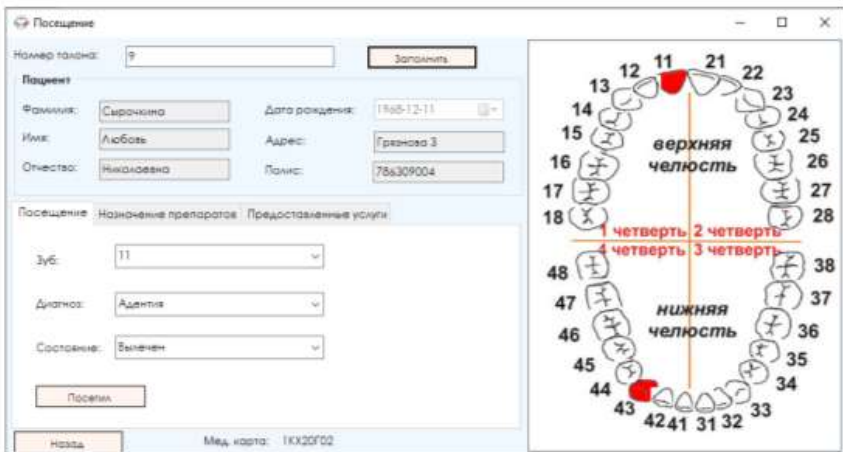 Посещение
Номер талона: 9 Заполнить
Пациент
Фамилия: Сырочкина Дата рождения: 1968-12-11
Имя: Любовь Адрес: Грязнова 3
Отчество: Николаевна Полис: 786309004
Посещение Назначение препаратов Предоставленные услуги
Зуб: 11
Диагноз: Адентия
Состояние: Вылечен
Посетил
Назад Мед. карта: 1КХ20Г02
11 21
12 22
13 23
14 24
15 25
16 26
17 27
18 28
верхняя
челюсть
1 четверть 2 четверть
4 четверть 3 четверть
48 38
47 37
46 36
45 35
44 34
43 33
42 41 31 32
нижняя
челюсть